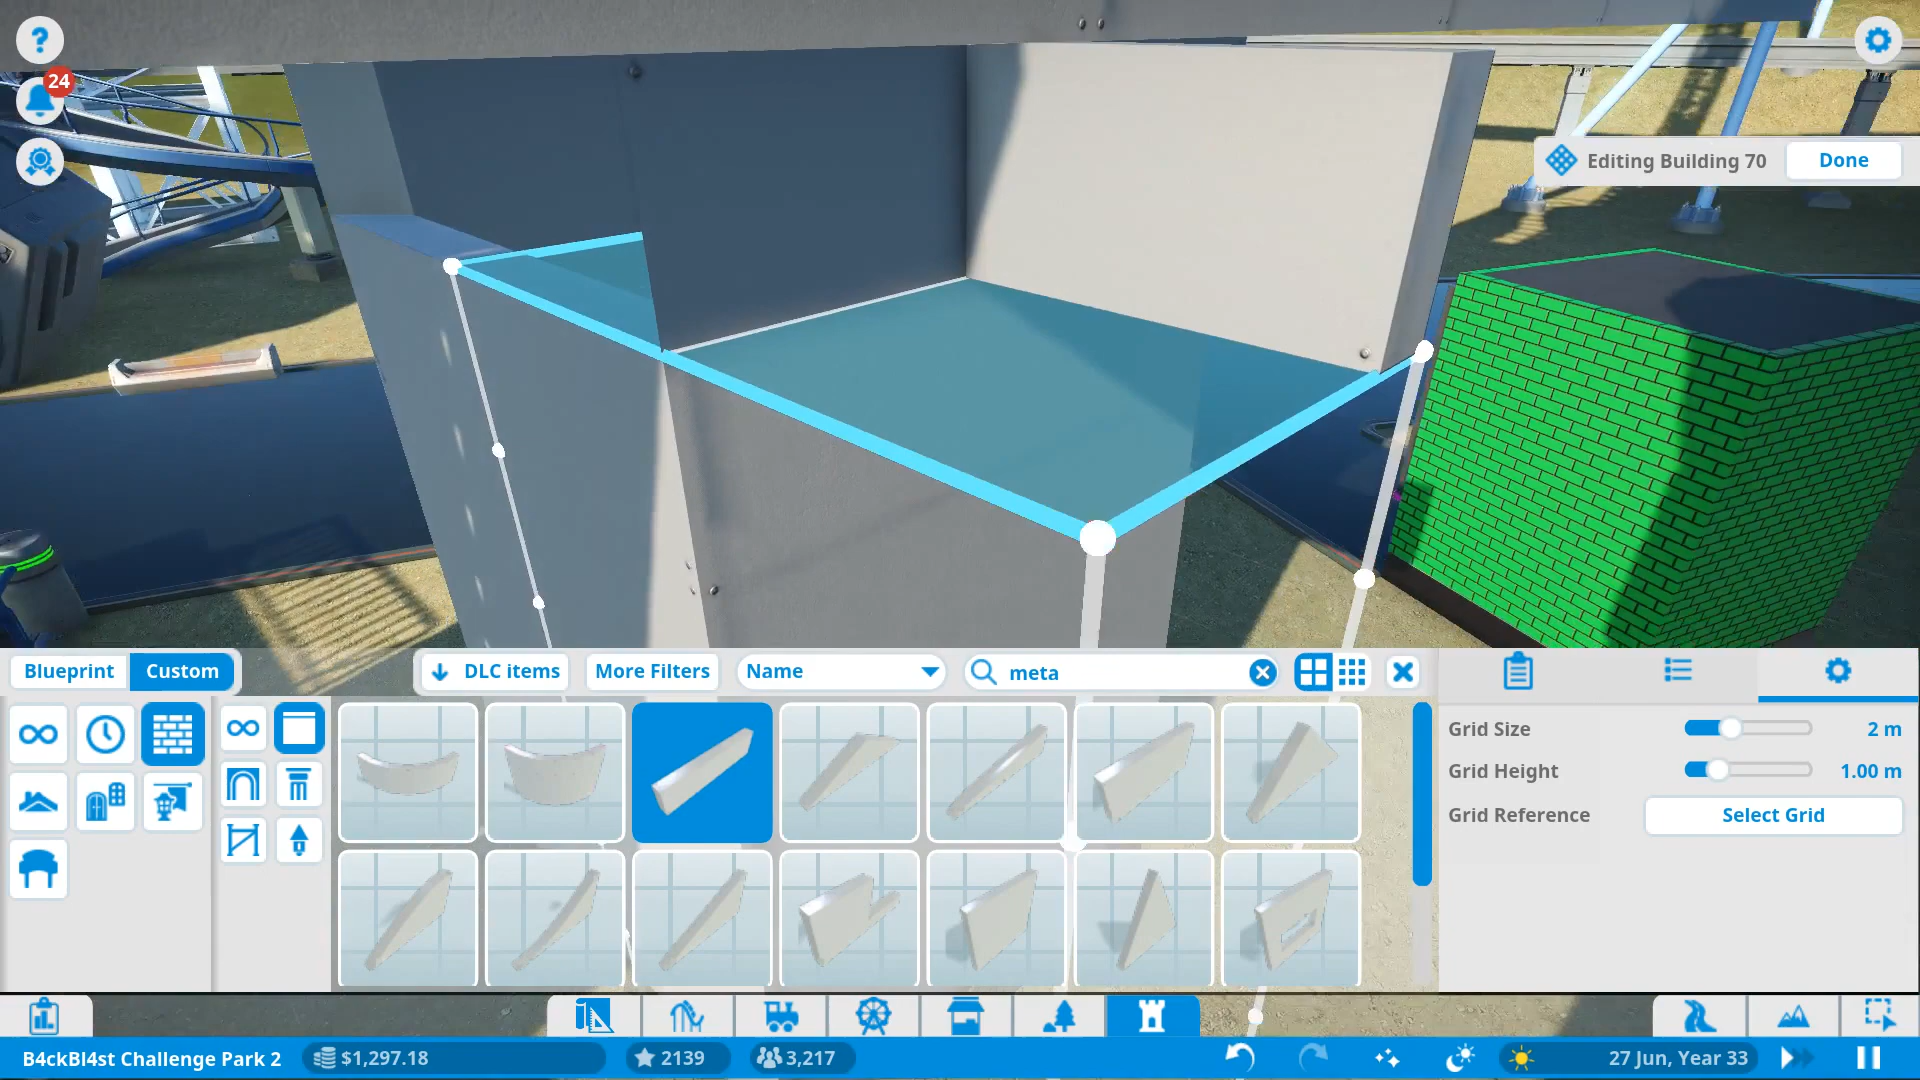 ?
24
Editing Building 70
Done
Blueprint
Custom
DLC items
More Filters
Name
meta
Grid Size
2 m
Grid Height
1.00 m
Grid Reference
Select Grid
B4ckBl4st Challenge Park 2
$1,297.18
2139
3,217
27 Jun, Year 33